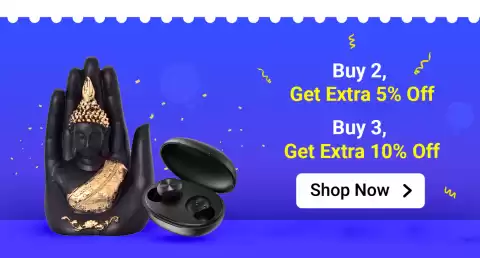 Buy 2,
Get Extra 5% Off
Buy 3,
Get Extra 10% Off
Shop Now